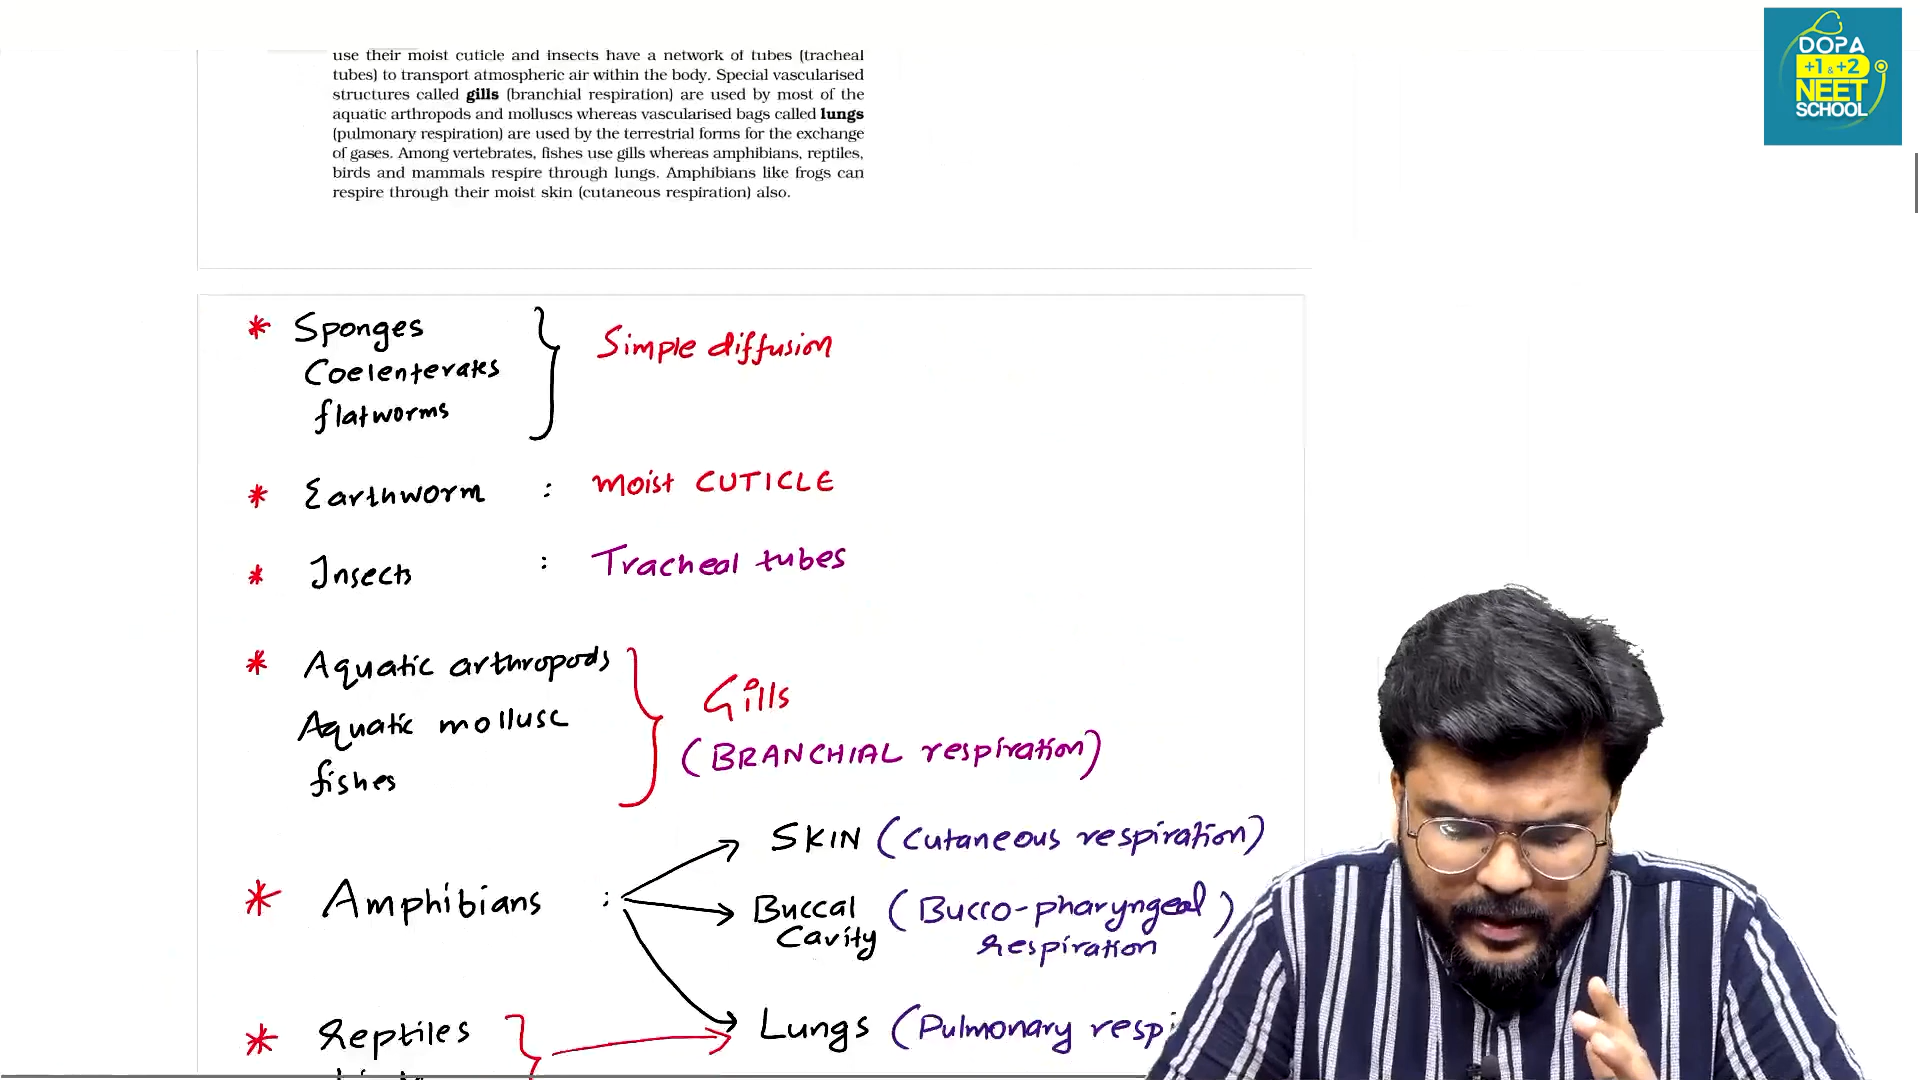 use their moist cuticle and insects have a network of tubes (tracheal
tubes) to transport atmospheric air within the body. Special vascularised
structures called gills (branchial respiration) are used by most of the
aquatic arthropods and molluscs whereas vascularised bags called lungs
(pulmonary respiration) are used by the terrestrial forms for the exchange
of gases. Among vertebrates, fishes use gills whereas amphibians, reptiles,
birds and mammals respire through lungs. Amphibians like frogs can
respire through their moist skin (cutaneous respiration) also.
DOPA
+1 & +2
NEET
SCHOOL
* Sponges
Coelenterates
flatworms
Simple diffusion
* Earthworm : Moist CUTICLE
* Insects : Tracheal tubes
* Aquatic arthropods
Aquatic mollusc
fishes
Gills
(BRANCHIAL respiration)
* Amphibians :
SKIN (Cutaneous respiration)
Buccal Cavity (Bucco-pharyngeal respiration)
Lungs (Pulmonary resp
* Reptiles